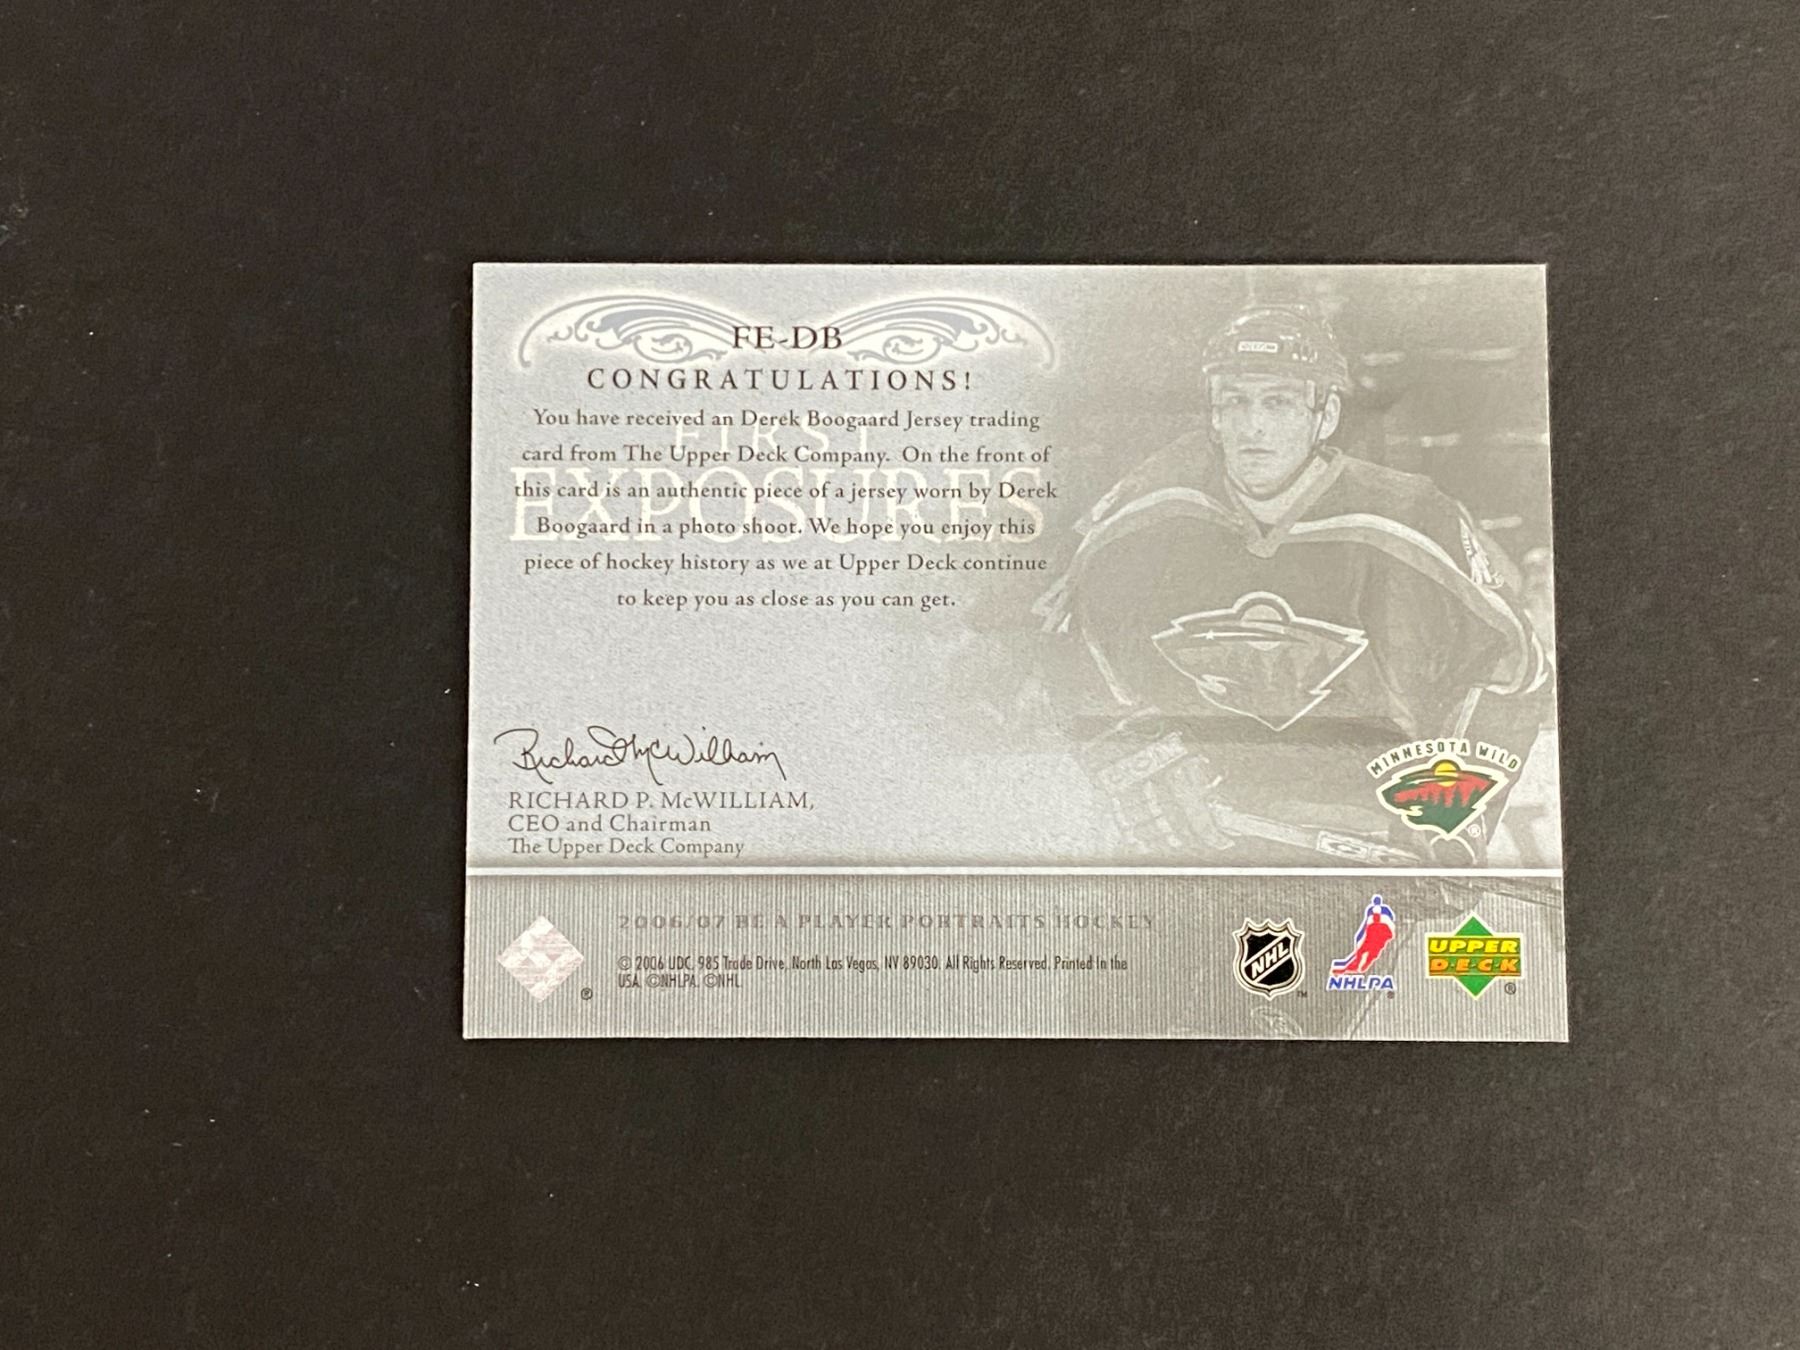 FE-DB
CONGRATULATIONS!
FIRST
EXPOSURES
You have received an Derek Boogaard Jersey trading
card from The Upper Deck Company. On the front of
this card is an authentic piece of a jersey worn by Derek
Boogaard in a photo shoot. We hope you enjoy this
piece of hockey history as we at Upper Deck continue
to keep you as close as you can get.
Richard McWilliam
RICHARD P. McWILLIAM,
CEO and Chairman
The Upper Deck Company
MINNESOTA WILD
®
2006/07 BE A PLAYER PORTRAITS HOCKEY
© 2006 UDC, 985 Trade Drive, North Las Vegas, NV 89030. All Rights Reserved. Printed in the
USA. ©NHLPA. ©NHL.
®
NHL
TM
NHLPA
®
UPPER
DECK
®